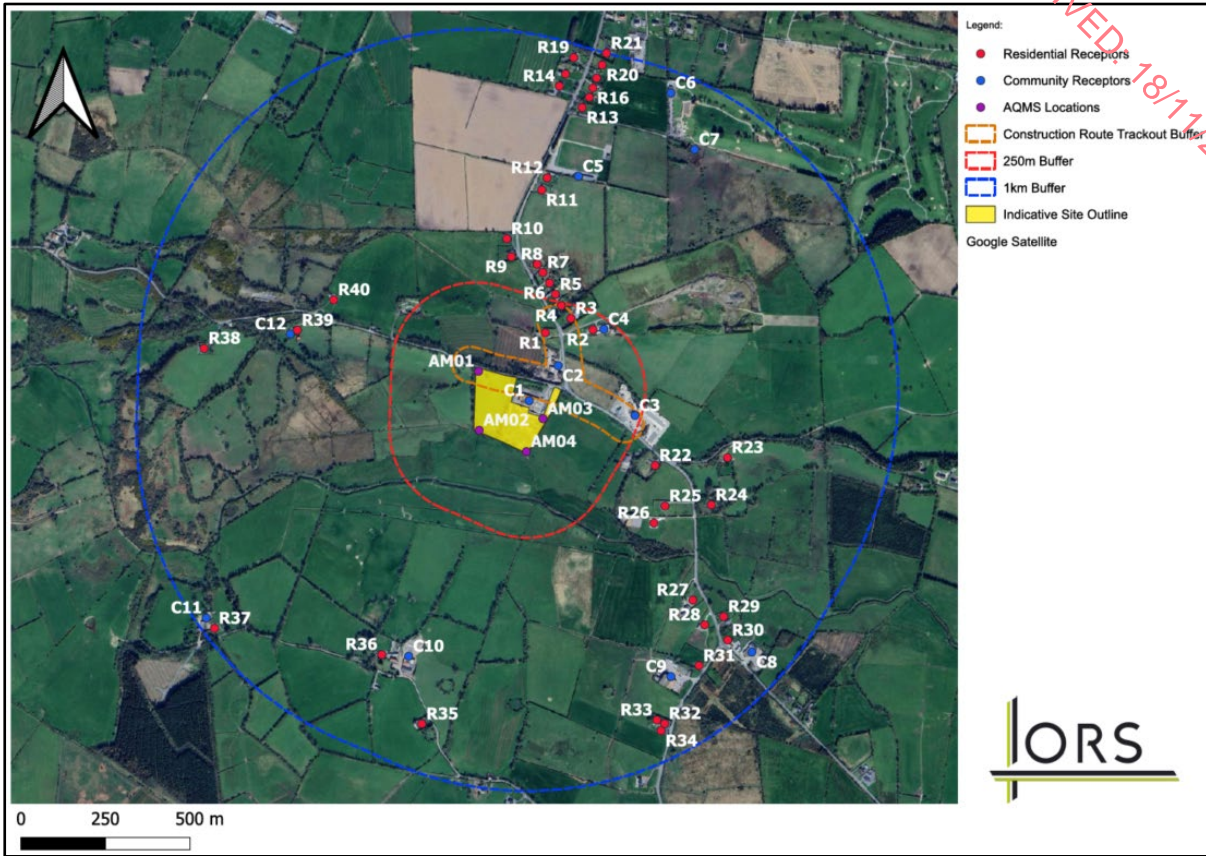 Legend:
Residential Receptors
Community Receptors
AQMS Locations
Construction Route Trackout Buffer
250m Buffer
1km Buffer
Indicative Site Outline
Google Satellite
VED: 18/11/2
R19
R21
R14
R20
C6
R16
R13
C7
R12
C5
R11
R10
R8
R7
R9
R5
R6
R40
R3
R4
C4
C12
R39
R2
R38
R1
AM01
C2
C1
AM03
C3
AM02
AM04
R22
R23
R25
R24
R26
R27
C11
R29
R37
R28
R30
R36
C10
R31
C8
C9
R35
R33
R32
R34
ORS
0 250 500 m